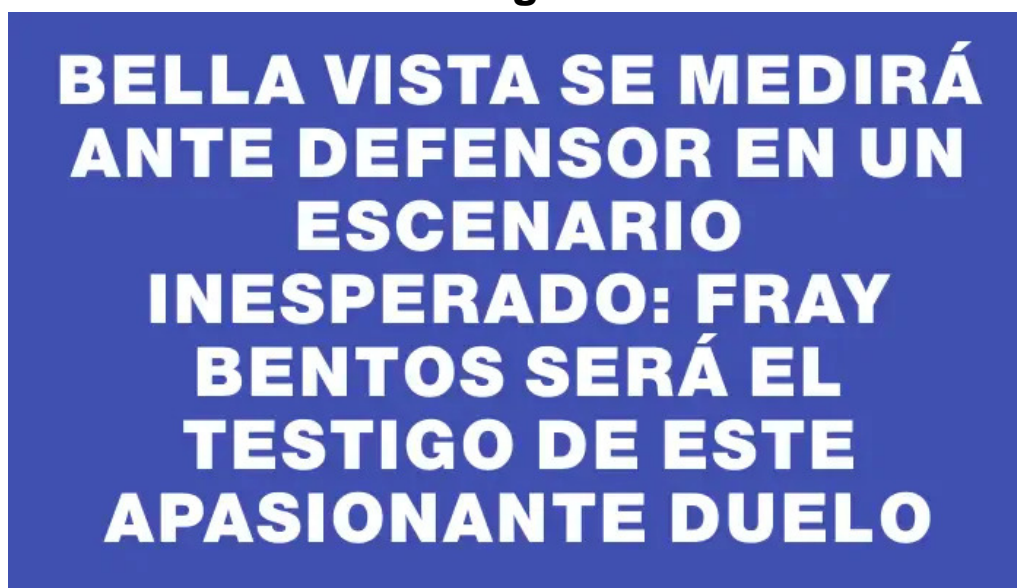 BELLA VISTA SE MEDIRÁ
ANTE DEFENSOR EN UN
ESCENARIO
INESPERADO: FRAY
BENTOS SERÁ EL
TESTIGO DE ESTE
APASIONANTE DUELO